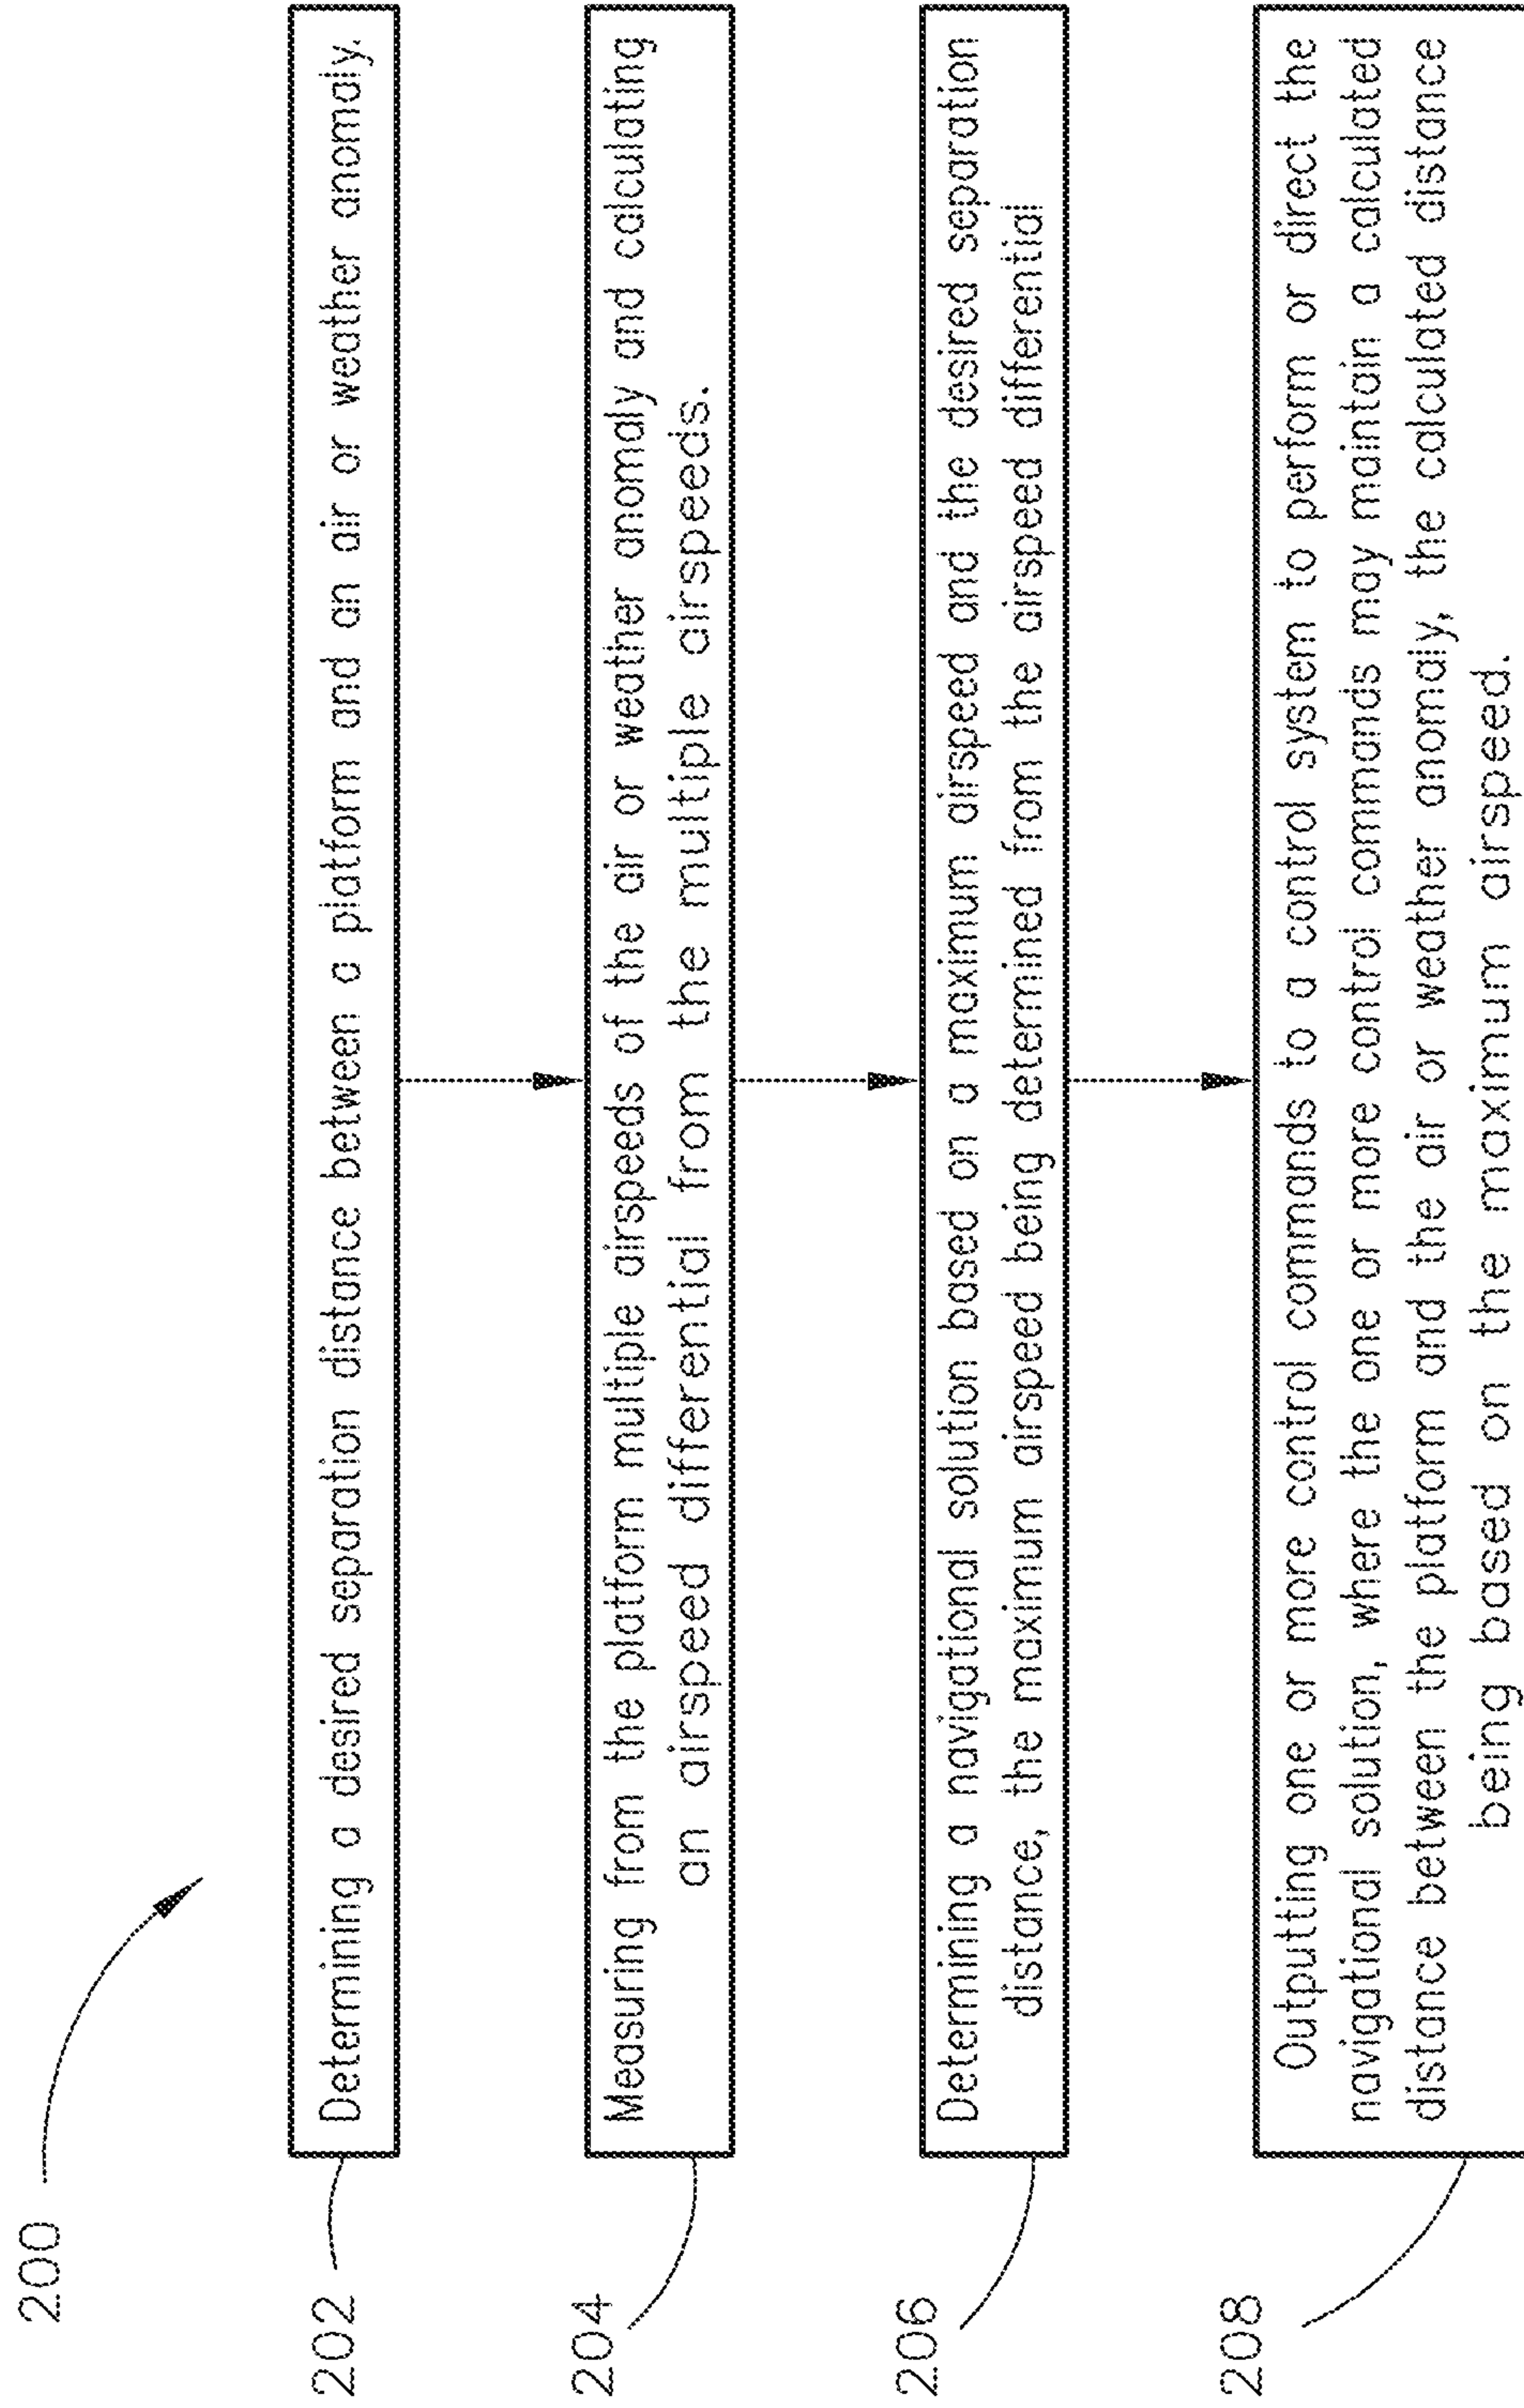 200
202
Determining a desired separation distance between a platform and an air or weather anomaly.
204
Measuring from the platform multiple airspeeds of the air or weather anomaly and calculating
an airspeed differential from the multiple airspeeds.
206
Determining a navigational solution based on a maximum airspeed and the desired separation
distance, the maximum airspeed being determined from the airspeed differential
208
Outputting one or more control commands to a control system to perform or direct the
navigational solution, where the one or more control commands may maintain a calculated
distance between the platform and the air or weather anomaly, the calculated distance
being based on the maximum airspeed.